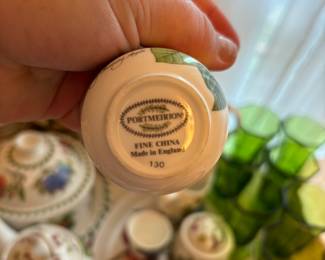 PORTMEIRION
FINE CHINA
Made in England
130